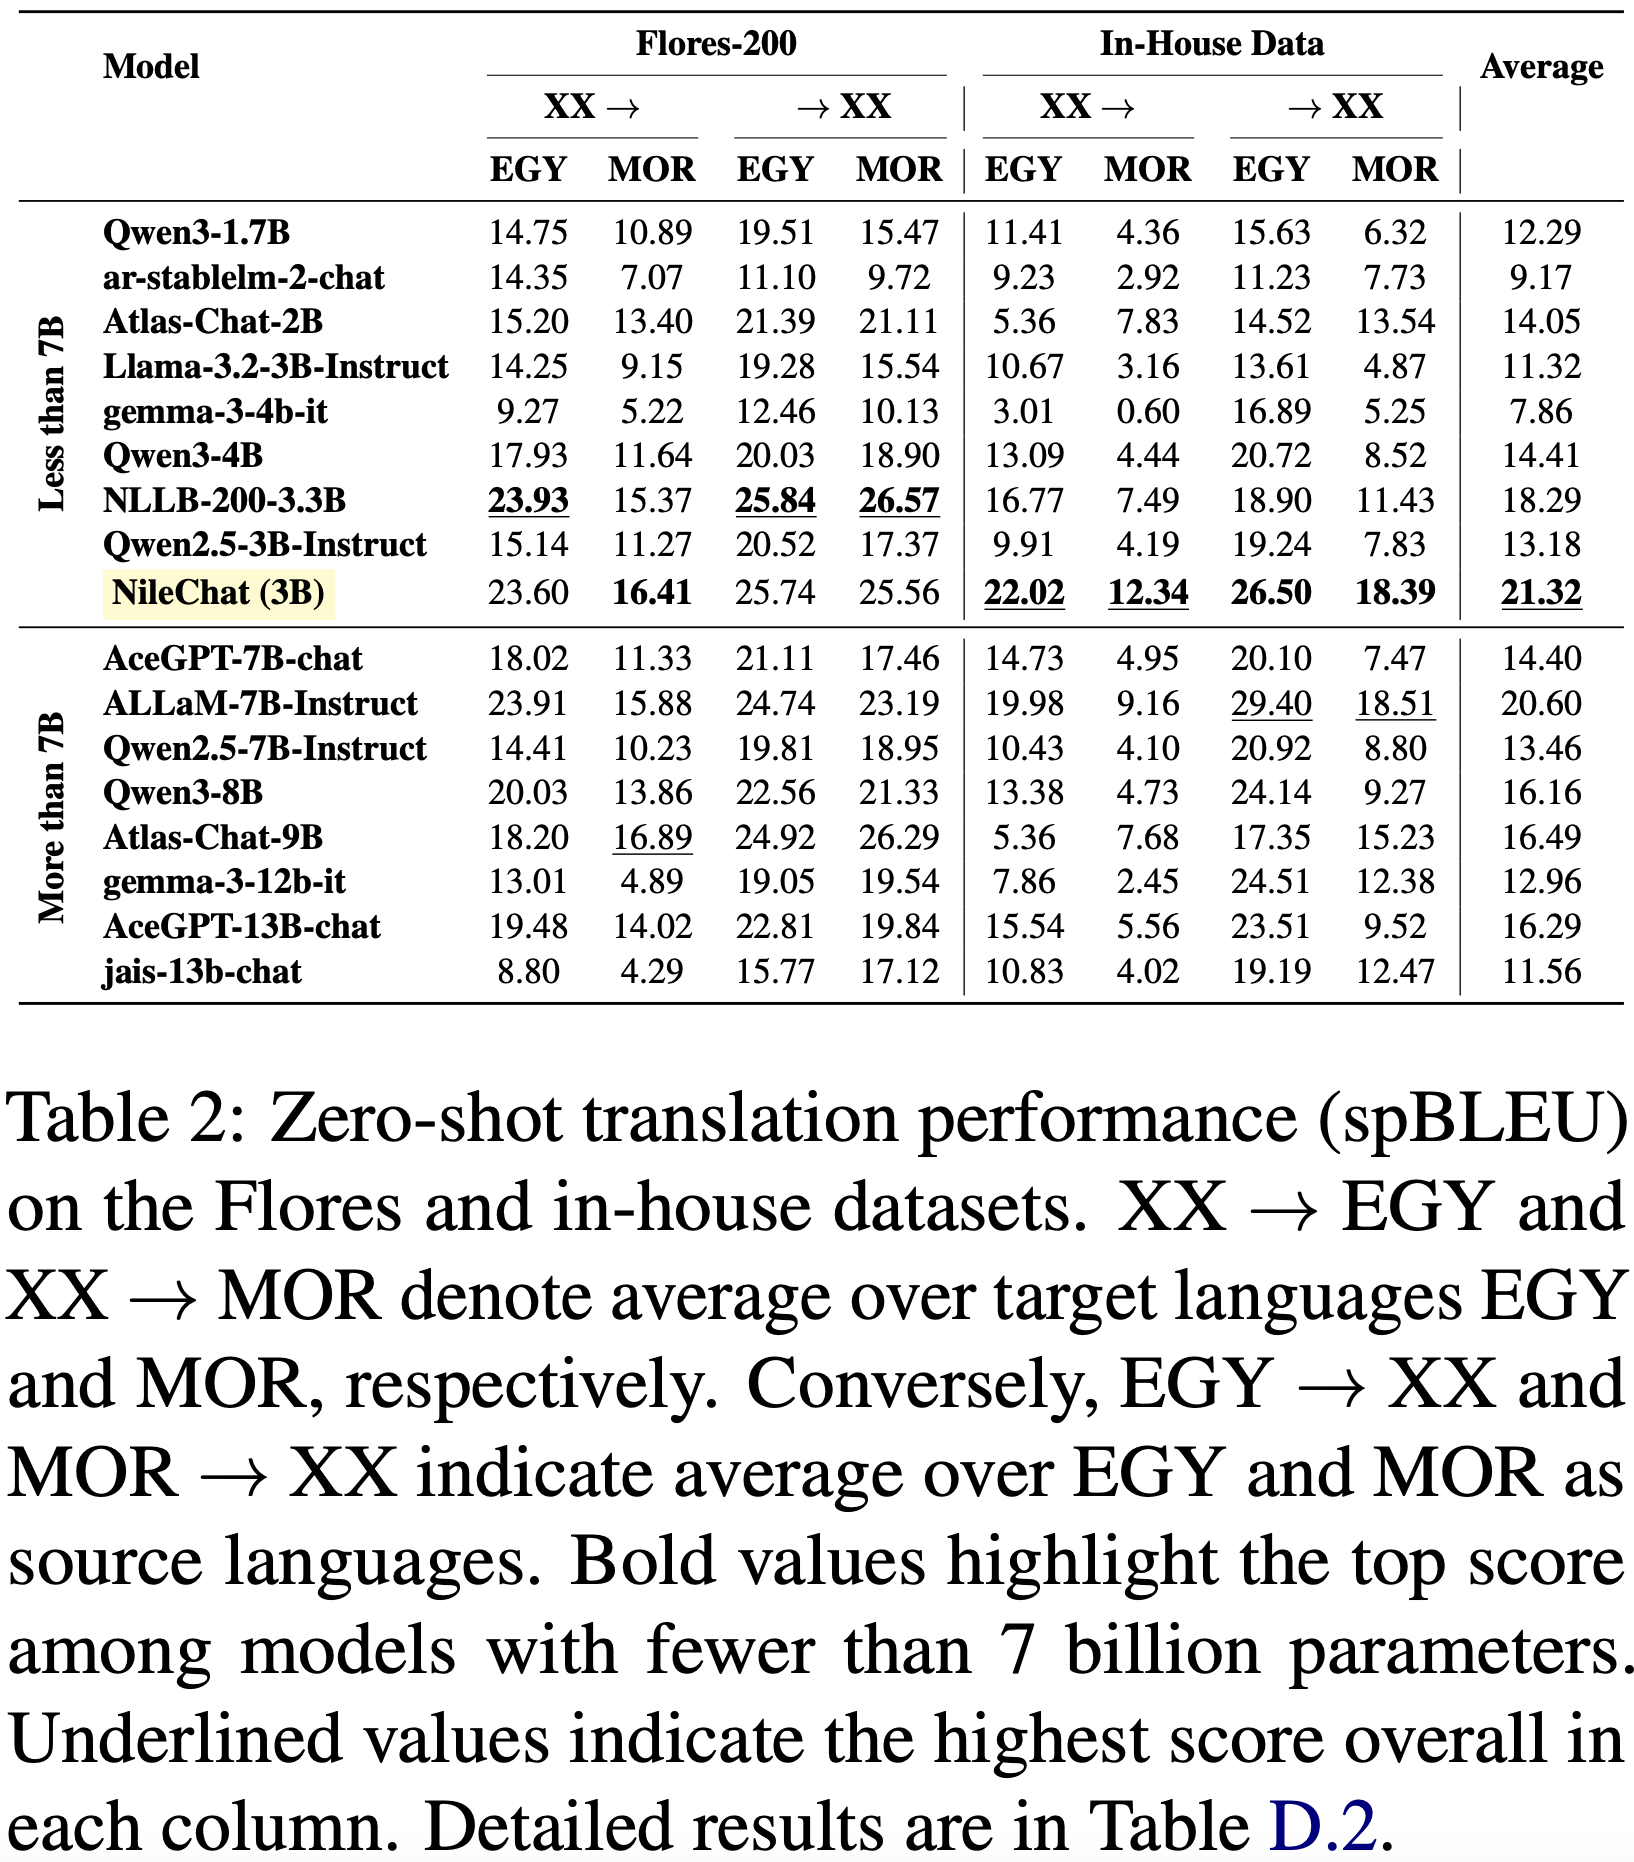 Model Flores-200 In-House Data Average
XX → → XX XX → → XX
EGY MOR EGY MOR EGY MOR EGY MOR
Less than 7B
Qwen3-1.7B 14.75 10.89 19.51 15.47 11.41 4.36 15.63 6.32 12.29
ar-stablelm-2-chat 14.35 7.07 11.10 9.72 9.23 2.92 11.23 7.73 9.17
Atlas-Chat-2B 15.20 13.40 21.39 21.11 5.36 7.83 14.52 13.54 14.05
Llama-3.2-3B-Instruct 14.25 9.15 19.28 15.54 10.67 3.16 13.61 4.87 11.32
gemma-3-4b-it 9.27 5.22 12.46 10.13 3.01 0.60 16.89 5.25 7.86
Qwen3-4B 17.93 11.64 20.03 18.90 13.09 4.44 20.72 8.52 14.41
NLLB-200-3.3B 23.93 15.37 25.84 26.57 16.77 7.49 18.90 11.43 18.29
Qwen2.5-3B-Instruct 15.14 11.27 20.52 17.37 9.91 4.19 19.24 7.83 13.18
NileChat (3B) 23.60 16.41 25.74 25.56 22.02 12.34 26.50 18.39 21.32
More than 7B
AceGPT-7B-chat 18.02 11.33 21.11 17.46 14.73 4.95 20.10 7.47 14.40
ALLaM-7B-Instruct 23.91 15.88 24.74 23.19 19.98 9.16 29.40 18.51 20.60
Qwen2.5-7B-Instruct 14.41 10.23 19.81 18.95 10.43 4.10 20.92 8.80 13.46
Qwen3-8B 20.03 13.86 22.56 21.33 13.38 4.73 24.14 9.27 16.16
Atlas-Chat-9B 18.20 16.89 24.92 26.29 5.36 7.68 17.35 15.23 16.49
gemma-3-12b-it 13.01 4.89 19.05 19.54 7.86 2.45 24.51 12.38 12.96
AceGPT-13B-chat 19.48 14.02 22.81 19.84 15.54 5.56 23.51 9.52 16.29
jais-13b-chat 8.80 4.29 15.77 17.12 10.83 4.02 19.19 12.47 11.56
Table 2: Zero-shot translation performance (spBLEU)
on the Flores and in-house datasets. XX → EGY and
XX → MOR denote average over target languages EGY
and MOR, respectively. Conversely, EGY → XX and
MOR → XX indicate average over EGY and MOR as
source languages. Bold values highlight the top score
among models with fewer than 7 billion parameters.
Underlined values indicate the highest score overall in
each column. Detailed results are in Table D.2.